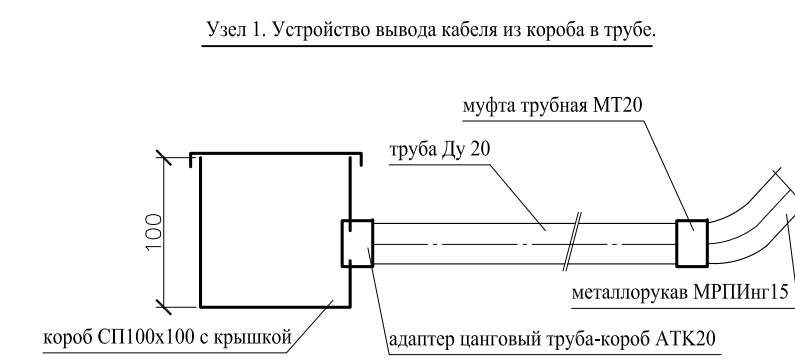 Узел 1. Устройство вывода кабеля из короба в трубе.
муфта трубная МТ20
труба Ду 20
100
металлорукав МРПИнг15
короб СП100х100 с крышкой
адаптер цанговый труба-короб АТК20